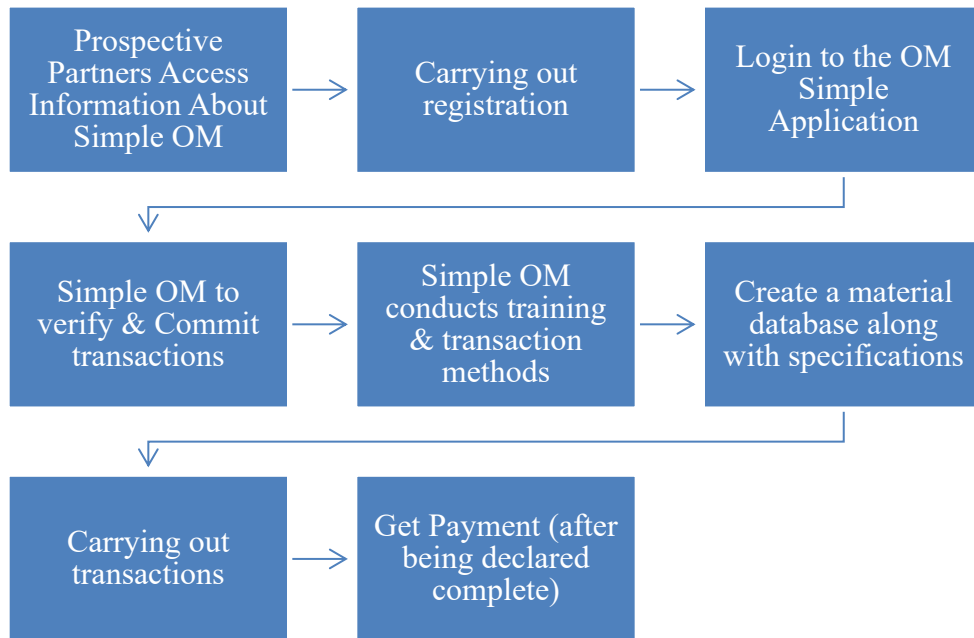 Prospective
Partners Access
Information About
Simple OM
Carrying out
registration
Login to the OM
Simple
Application
Simple OM to
verify & Commit
transactions
Simple OM
conducts training
& transaction
methods
Create a material
database along
with specifications
Carrying out
transactions
Get Payment (after
being declared
complete)